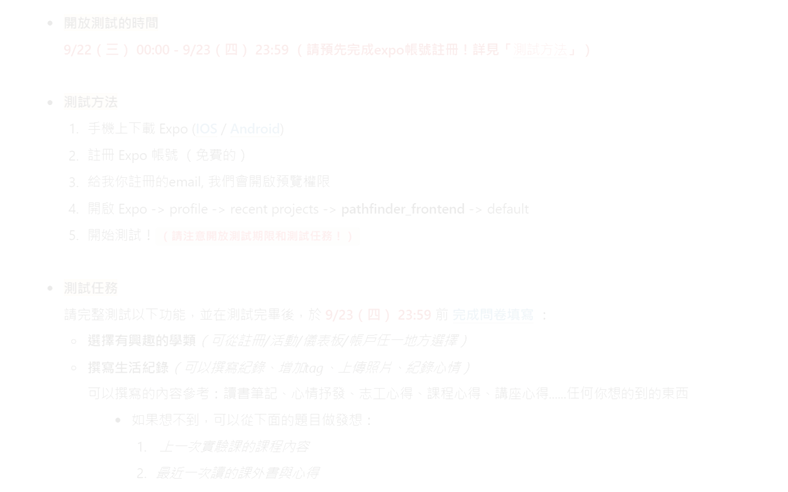 開放測試的時間
9/22（三） 00:00 - 9/23（四） 23:59 （請預先完成expo帳號註冊！詳見「測試方法」）
測試方法
1. 手機上下載 Expo (IOS / Android)
2. 註冊 Expo 帳號 （免費的）
3. 給我你註冊的email, 我們會開啟預覽權限
4. 開啟 Expo -> profile -> recent projects -> pathfinder_frontend -> default
5. 開始測試！（請注意開放測試期間和測試任務！）
測試任務
請完整測試以下功能，並在測試完畢後，於 9/23（四） 23:59 前 完成問卷填寫 ：
選擇有興趣的學類（可從註冊/活動/儀表板/帳戶任一地方選擇）
撰寫生活紀錄（可以撰寫紀錄、增加tag、上傳照片、紀錄心情）
可以撰寫的內容參考：讀書筆記、心情抒發、志工心得、課程心得、講座心得.....任何你想的到的東西
如果想不到，可以從下面的題目做發想：
1. 上一次實驗課的課程內容
2. 最近一次讀的課外書與心得